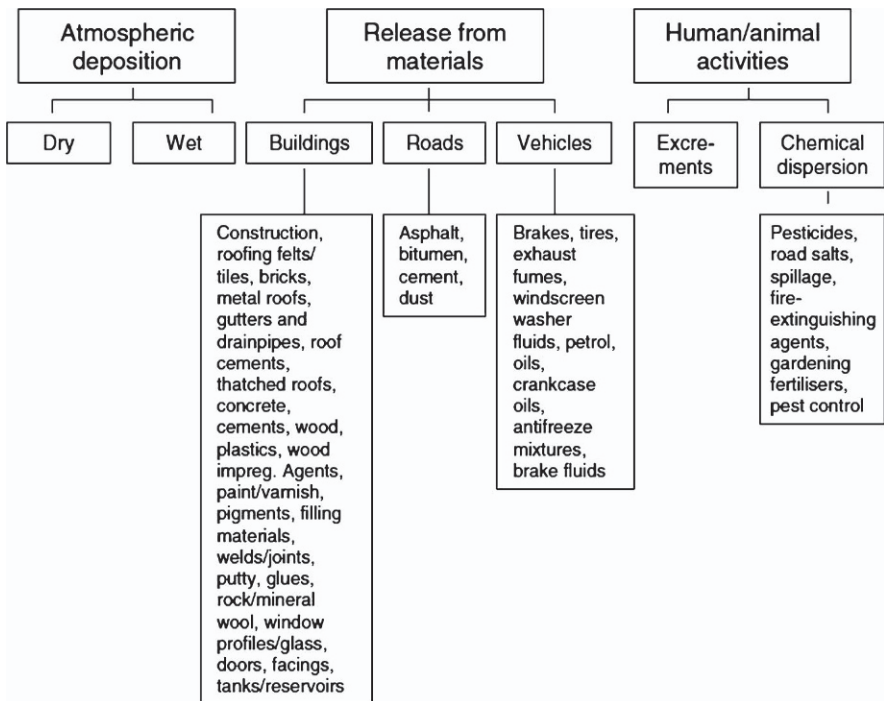 Atmospheric
deposition
Release from
materials
Human/animal
activities
Dry
Wet
Buildings
Roads
Vehicles
Excre-
ments
Chemical
dispersion
Construction,
roofing felts/
tiles, bricks,
metal roofs,
gutters and
drainpipes, roof
cements,
thatched roofs,
concrete,
cements, wood,
plastics, wood
impreg. Agents,
paint/varnish,
pigments, filling
materials,
welds/joints,
putty, glues,
rock/mineral
wool, window
profiles/glass,
doors, facings,
tanks/reservoirs
Asphalt,
bitumen,
cement,
dust
Brakes, tires,
exhaust
fumes,
windscreen
washer
fluids, petrol,
oils,
crankcase
oils,
antifreeze
mixtures,
brake fluids
Pesticides,
road salts,
spillage,
fire-
extinguishing
agents,
gardening
fertilisers,
pest control